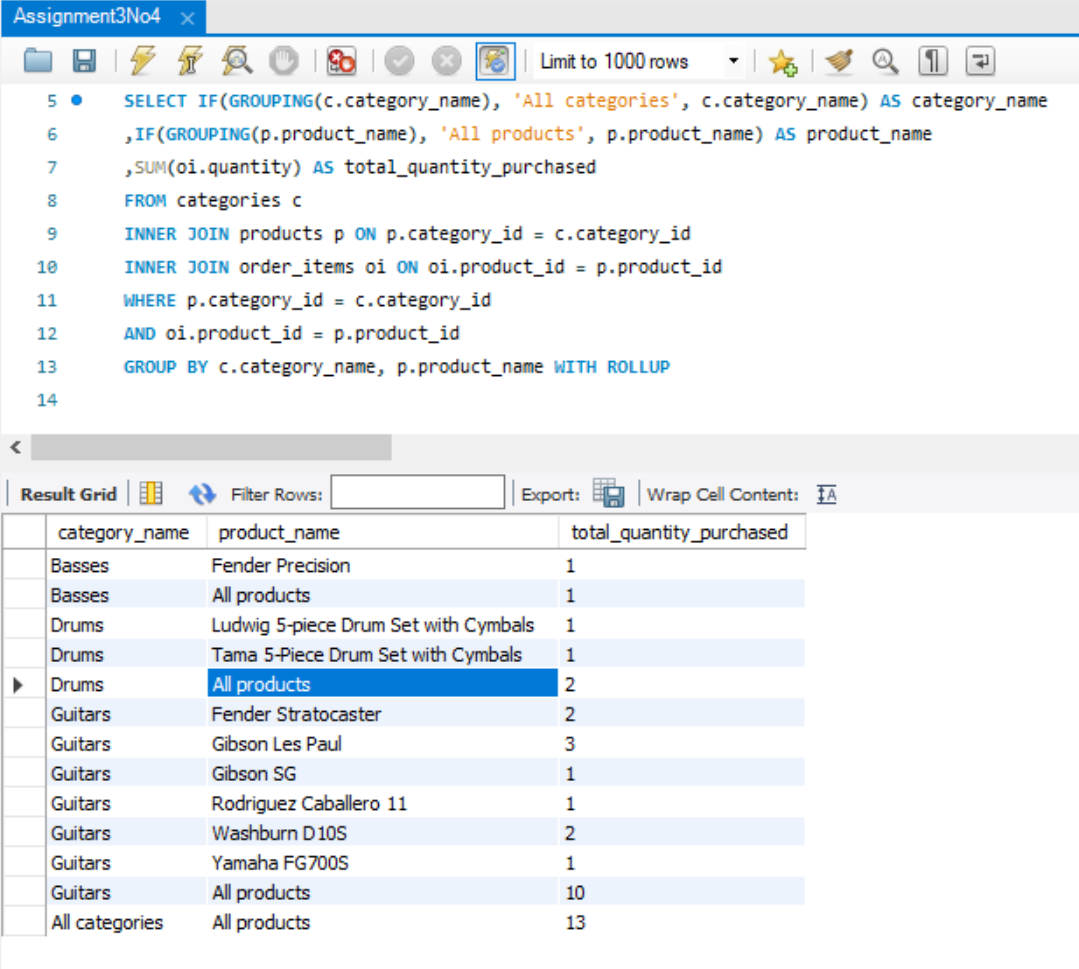 Assignment3No4
Limit to 1000 rows
5 SELECT IF(GROUPING(c.category_name), 'All categories', c.category_name) AS category_name
6 ,IF(GROUPING(p.product_name), 'All products', p.product_name) AS product_name
7 ,SUM(oi.quantity) AS total_quantity_purchased
8 FROM categories c
9 INNER JOIN products p ON p.category_id = c.category_id
10 INNER JOIN order_items oi ON oi.product_id = p.product_id
11 WHERE p.category_id = c.category_id
12 AND oi.product_id = p.product_id
13 GROUP BY c.category_name, p.product_name WITH ROLLUP
14
Result Grid Filter Rows: Export: Wrap Cell Content:
category_name product_name total_quantity_purchased
Basses Fender Precision 1
Basses All products 1
Drums Ludwig 5-piece Drum Set with Cymbals 1
Drums Tama 5-Piece Drum Set with Cymbals 1
Drums All products 2
Guitars Fender Stratocaster 2
Guitars Gibson Les Paul 3
Guitars Gibson SG 1
Guitars Rodriguez Caballero 11 1
Guitars Washburn D10S 2
Guitars Yamaha FG700S 1
Guitars All products 10
All categories All products 13